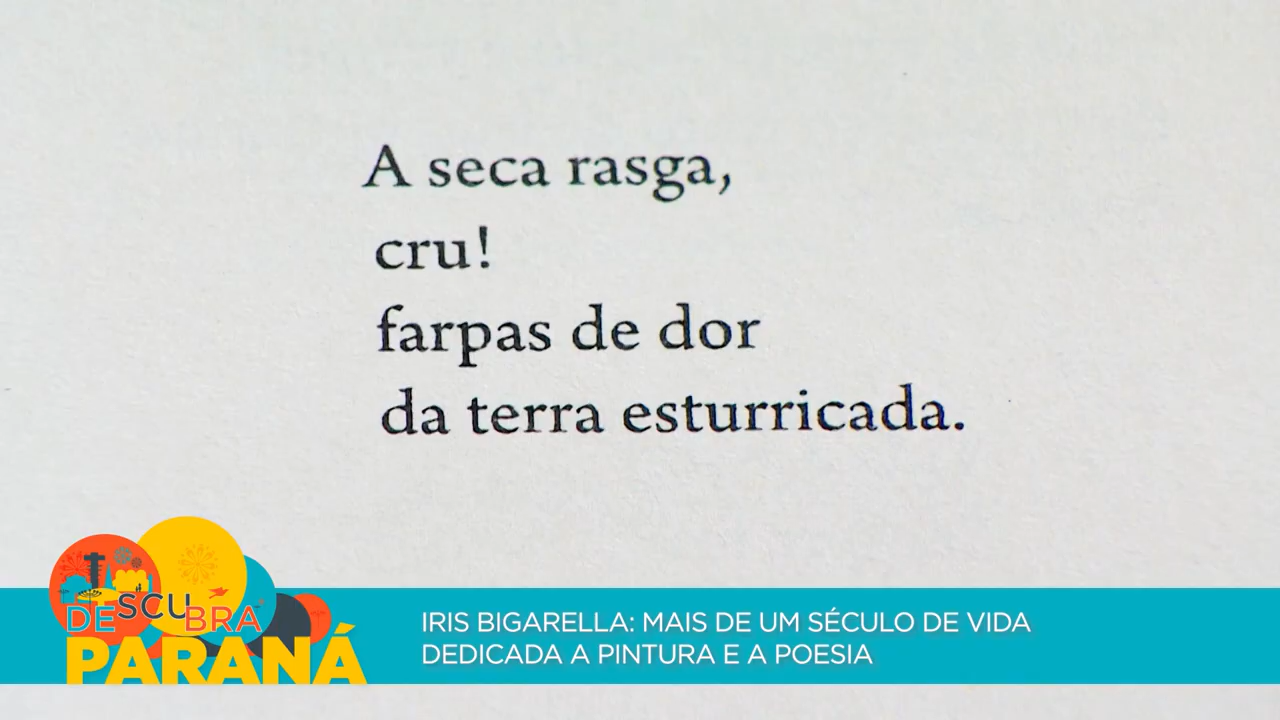 A seca rasga,
cru!
farpas de dor
da terra esturricada.
DESCUBRA
PARANÁ
IRIS BIGARELLA: MAIS DE UM SÉCULO DE VIDA
DEDICADA A PINTURA E A POESIA